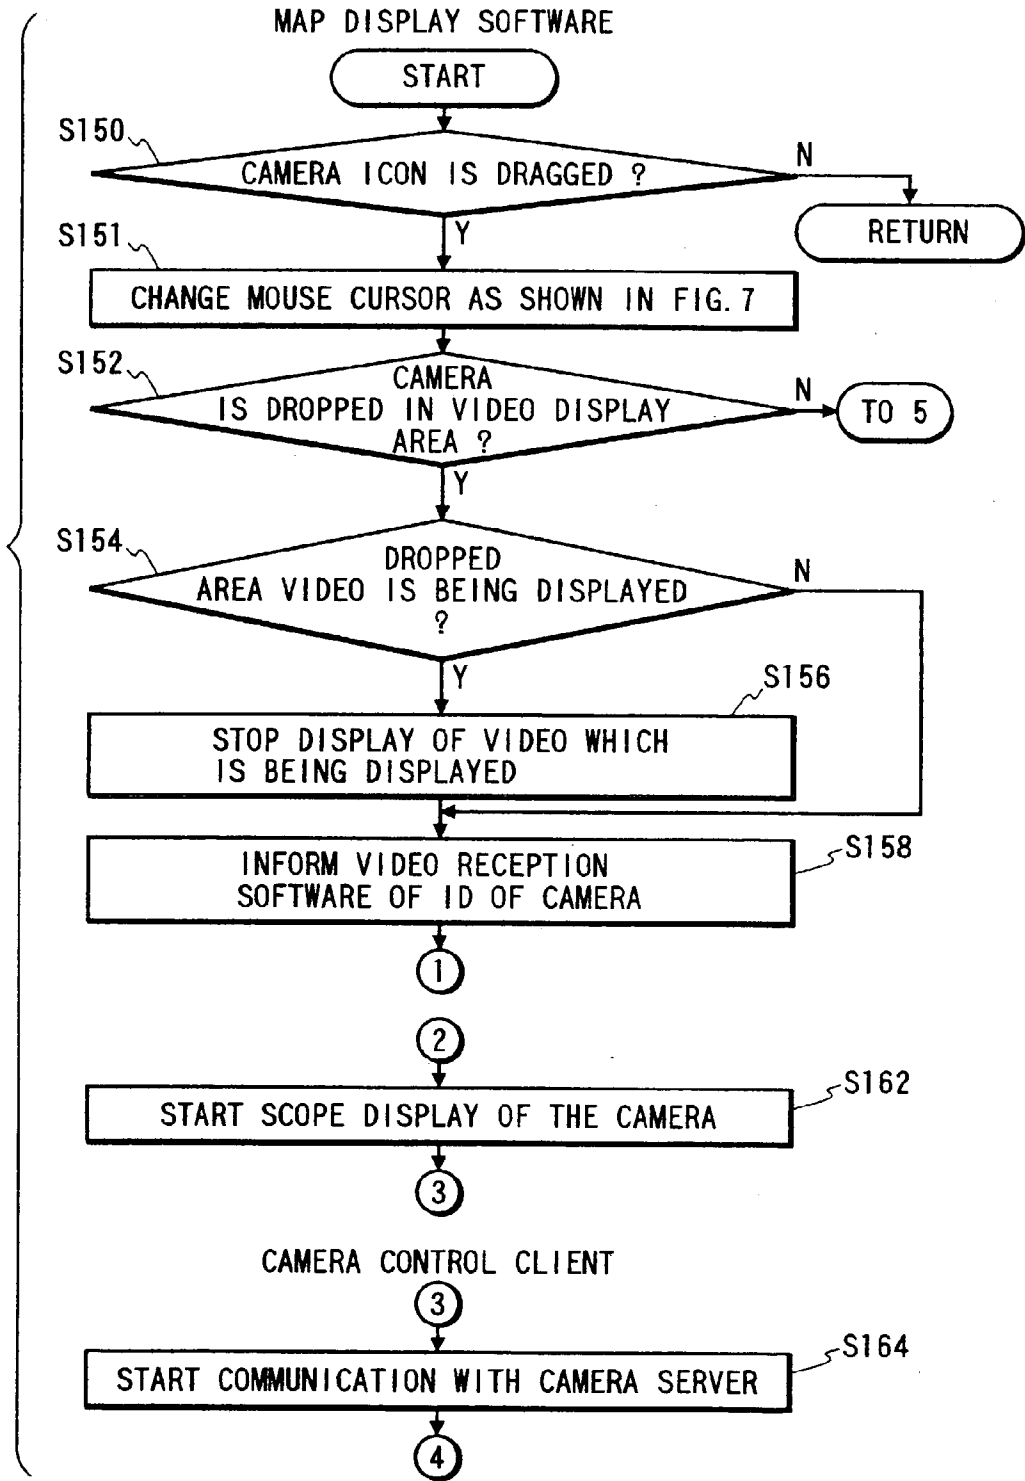 MAP DISPLAY SOFTWARE
START
S150
CAMERA ICON IS DRAGGED ?
N
RETURN
Y
S151
CHANGE MOUSE CURSOR AS SHOWN IN FIG. 7
S152
CAMERA
IS DROPPED IN VIDEO DISPLAY
AREA ?
N
TO 5
Y
S154
DROPPED
AREA VIDEO IS BEING DISPLAYED
?
N
Y
S156
STOP DISPLAY OF VIDEO WHICH
IS BEING DISPLAYED
S158
INFORM VIDEO RECEPTION
SOFTWARE OF ID OF CAMERA
1
2
S162
START SCOPE DISPLAY OF THE CAMERA
3
CAMERA CONTROL CLIENT
3
S164
START COMMUNICATION WITH CAMERA SERVER
4